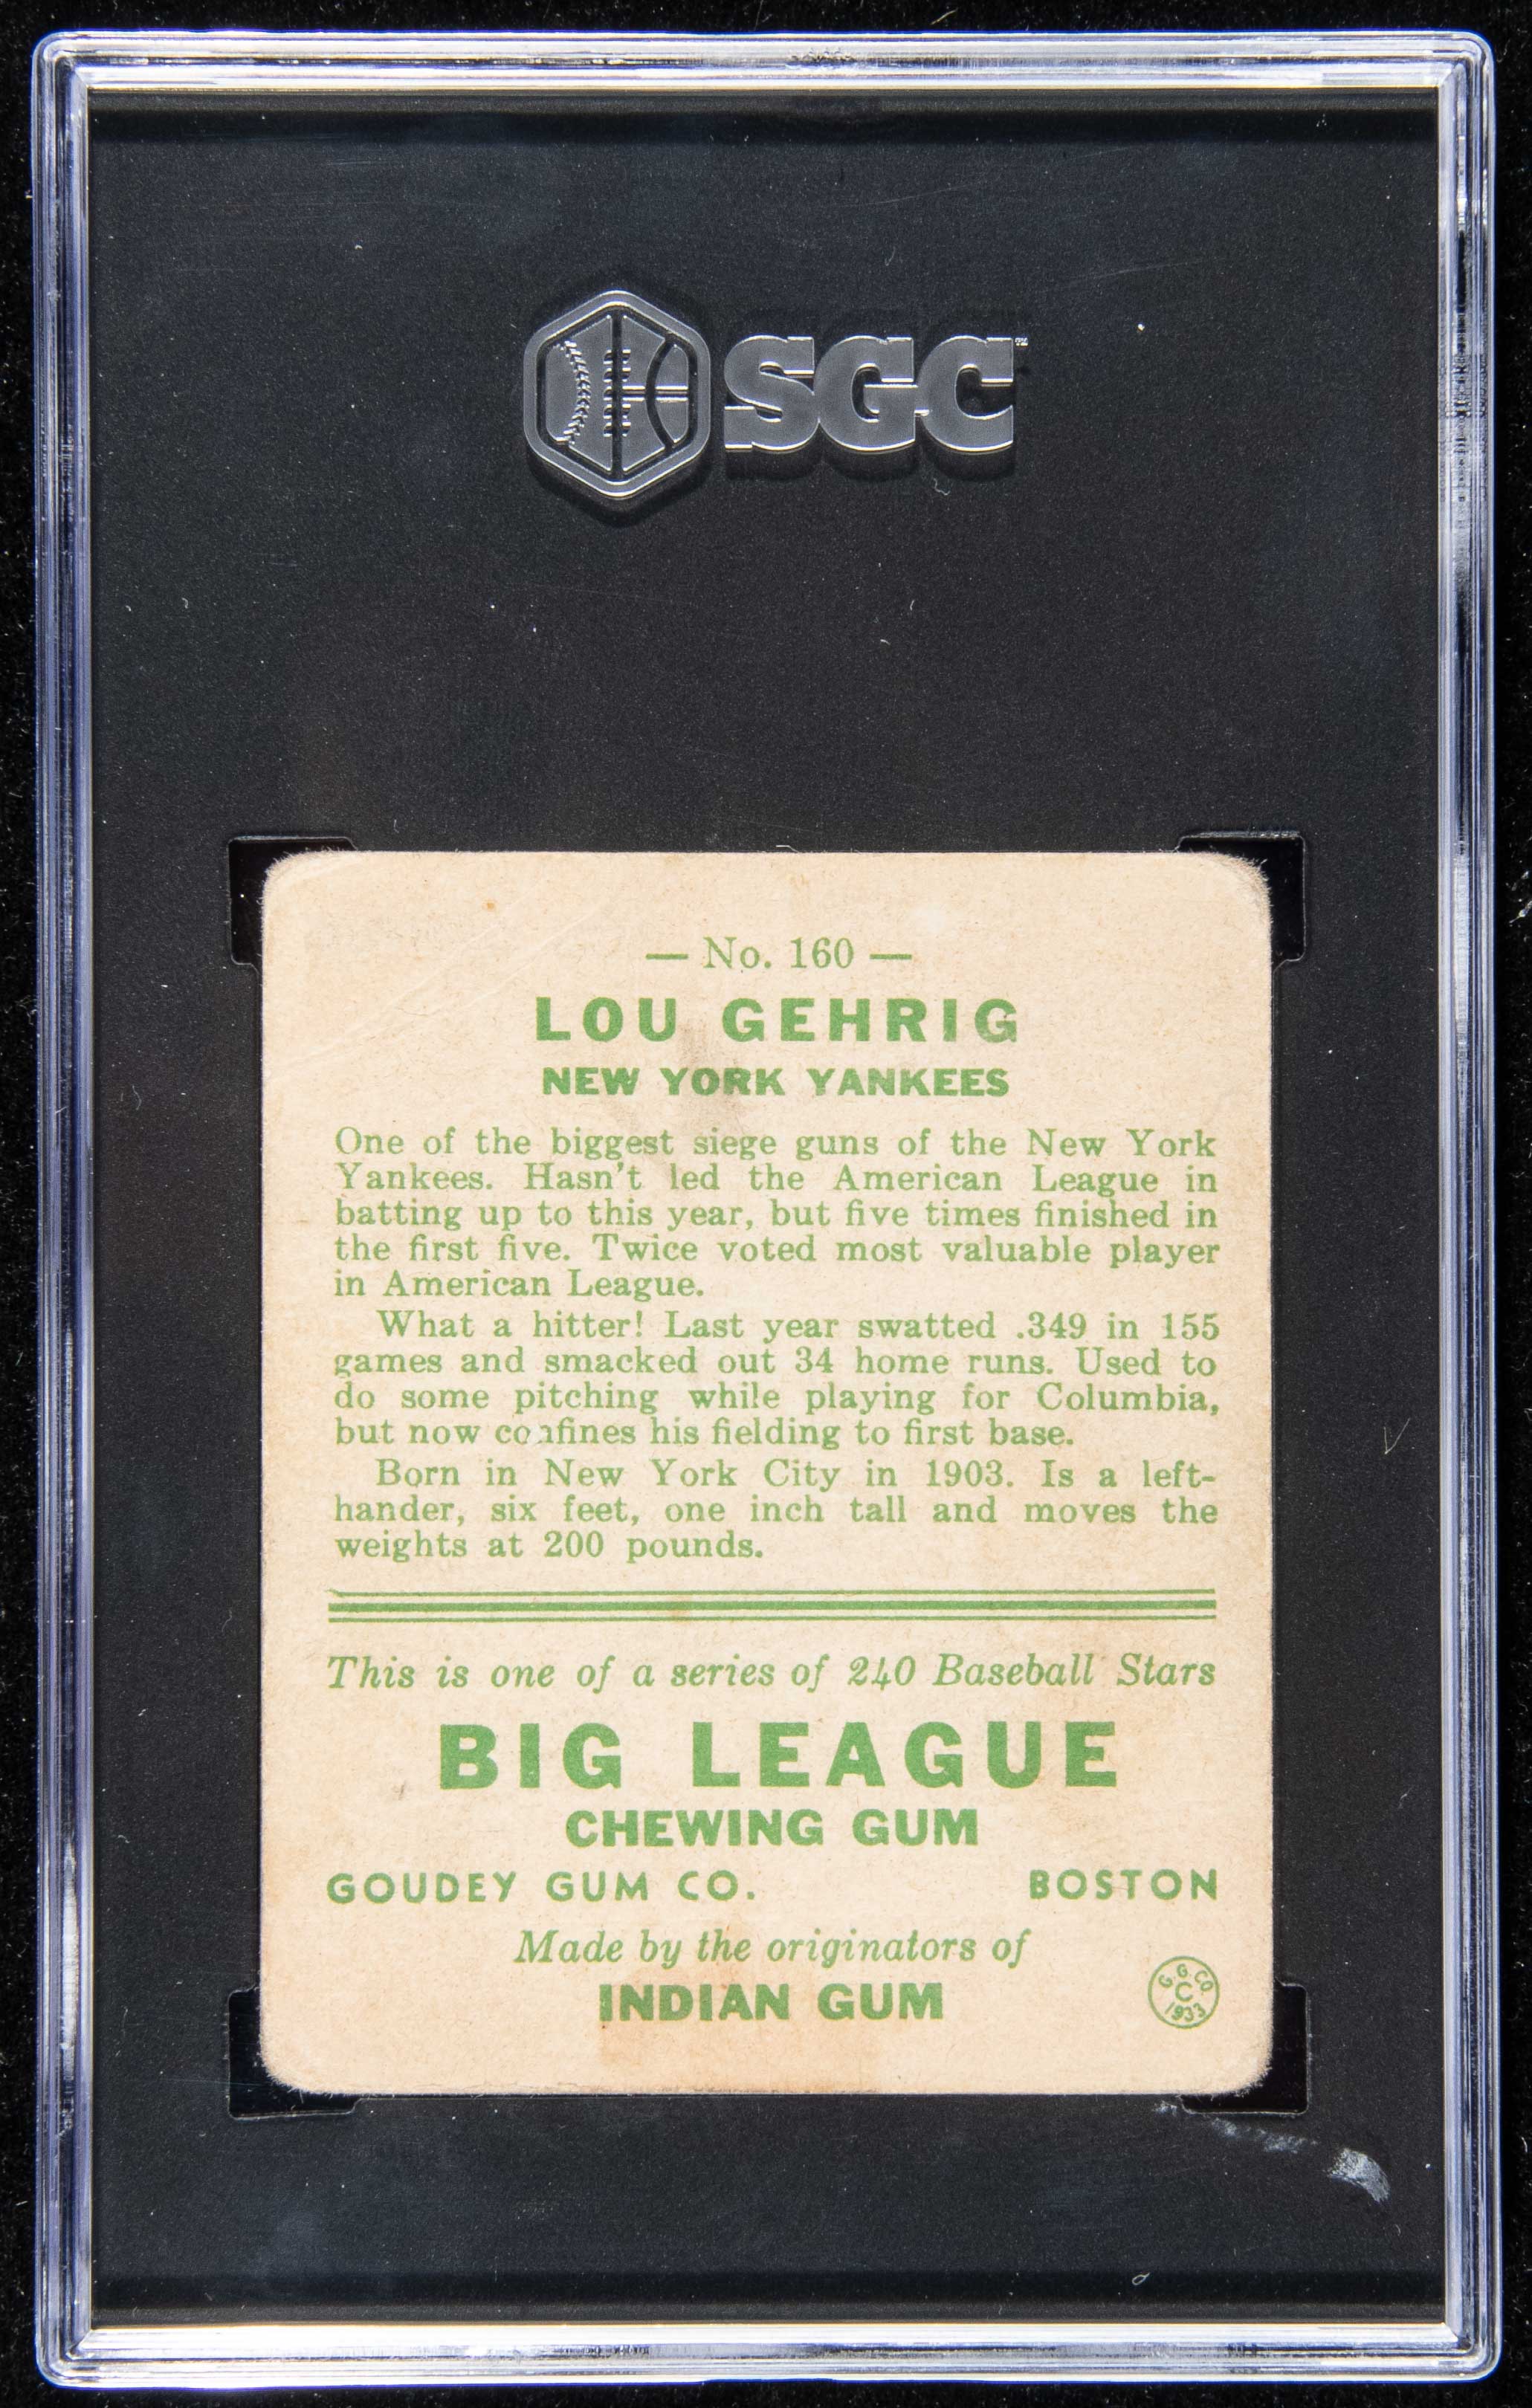 SGC™
— No. 160 —
LOU GEHRIG
NEW YORK YANKEES
One of the biggest siege guns of the New York
Yankees. Hasn't led the American League in
batting up to this year, but five times finished in
the first five. Twice voted most valuable player
in American League.
What a hitter! Last year swatted .349 in 155
games and smacked out 34 home runs. Used to
do some pitching while playing for Columbia,
but now confines his fielding to first base.
Born in New York City in 1903. Is a left-
hander, six feet, one inch tall and moves the
weights at 200 pounds.
This is one of a series of 240 Baseball Stars
BIG LEAGUE
CHEWING GUM
GOUDEY GUM CO. BOSTON
Made by the originators of
INDIAN GUM
G. G. CO
C
1933